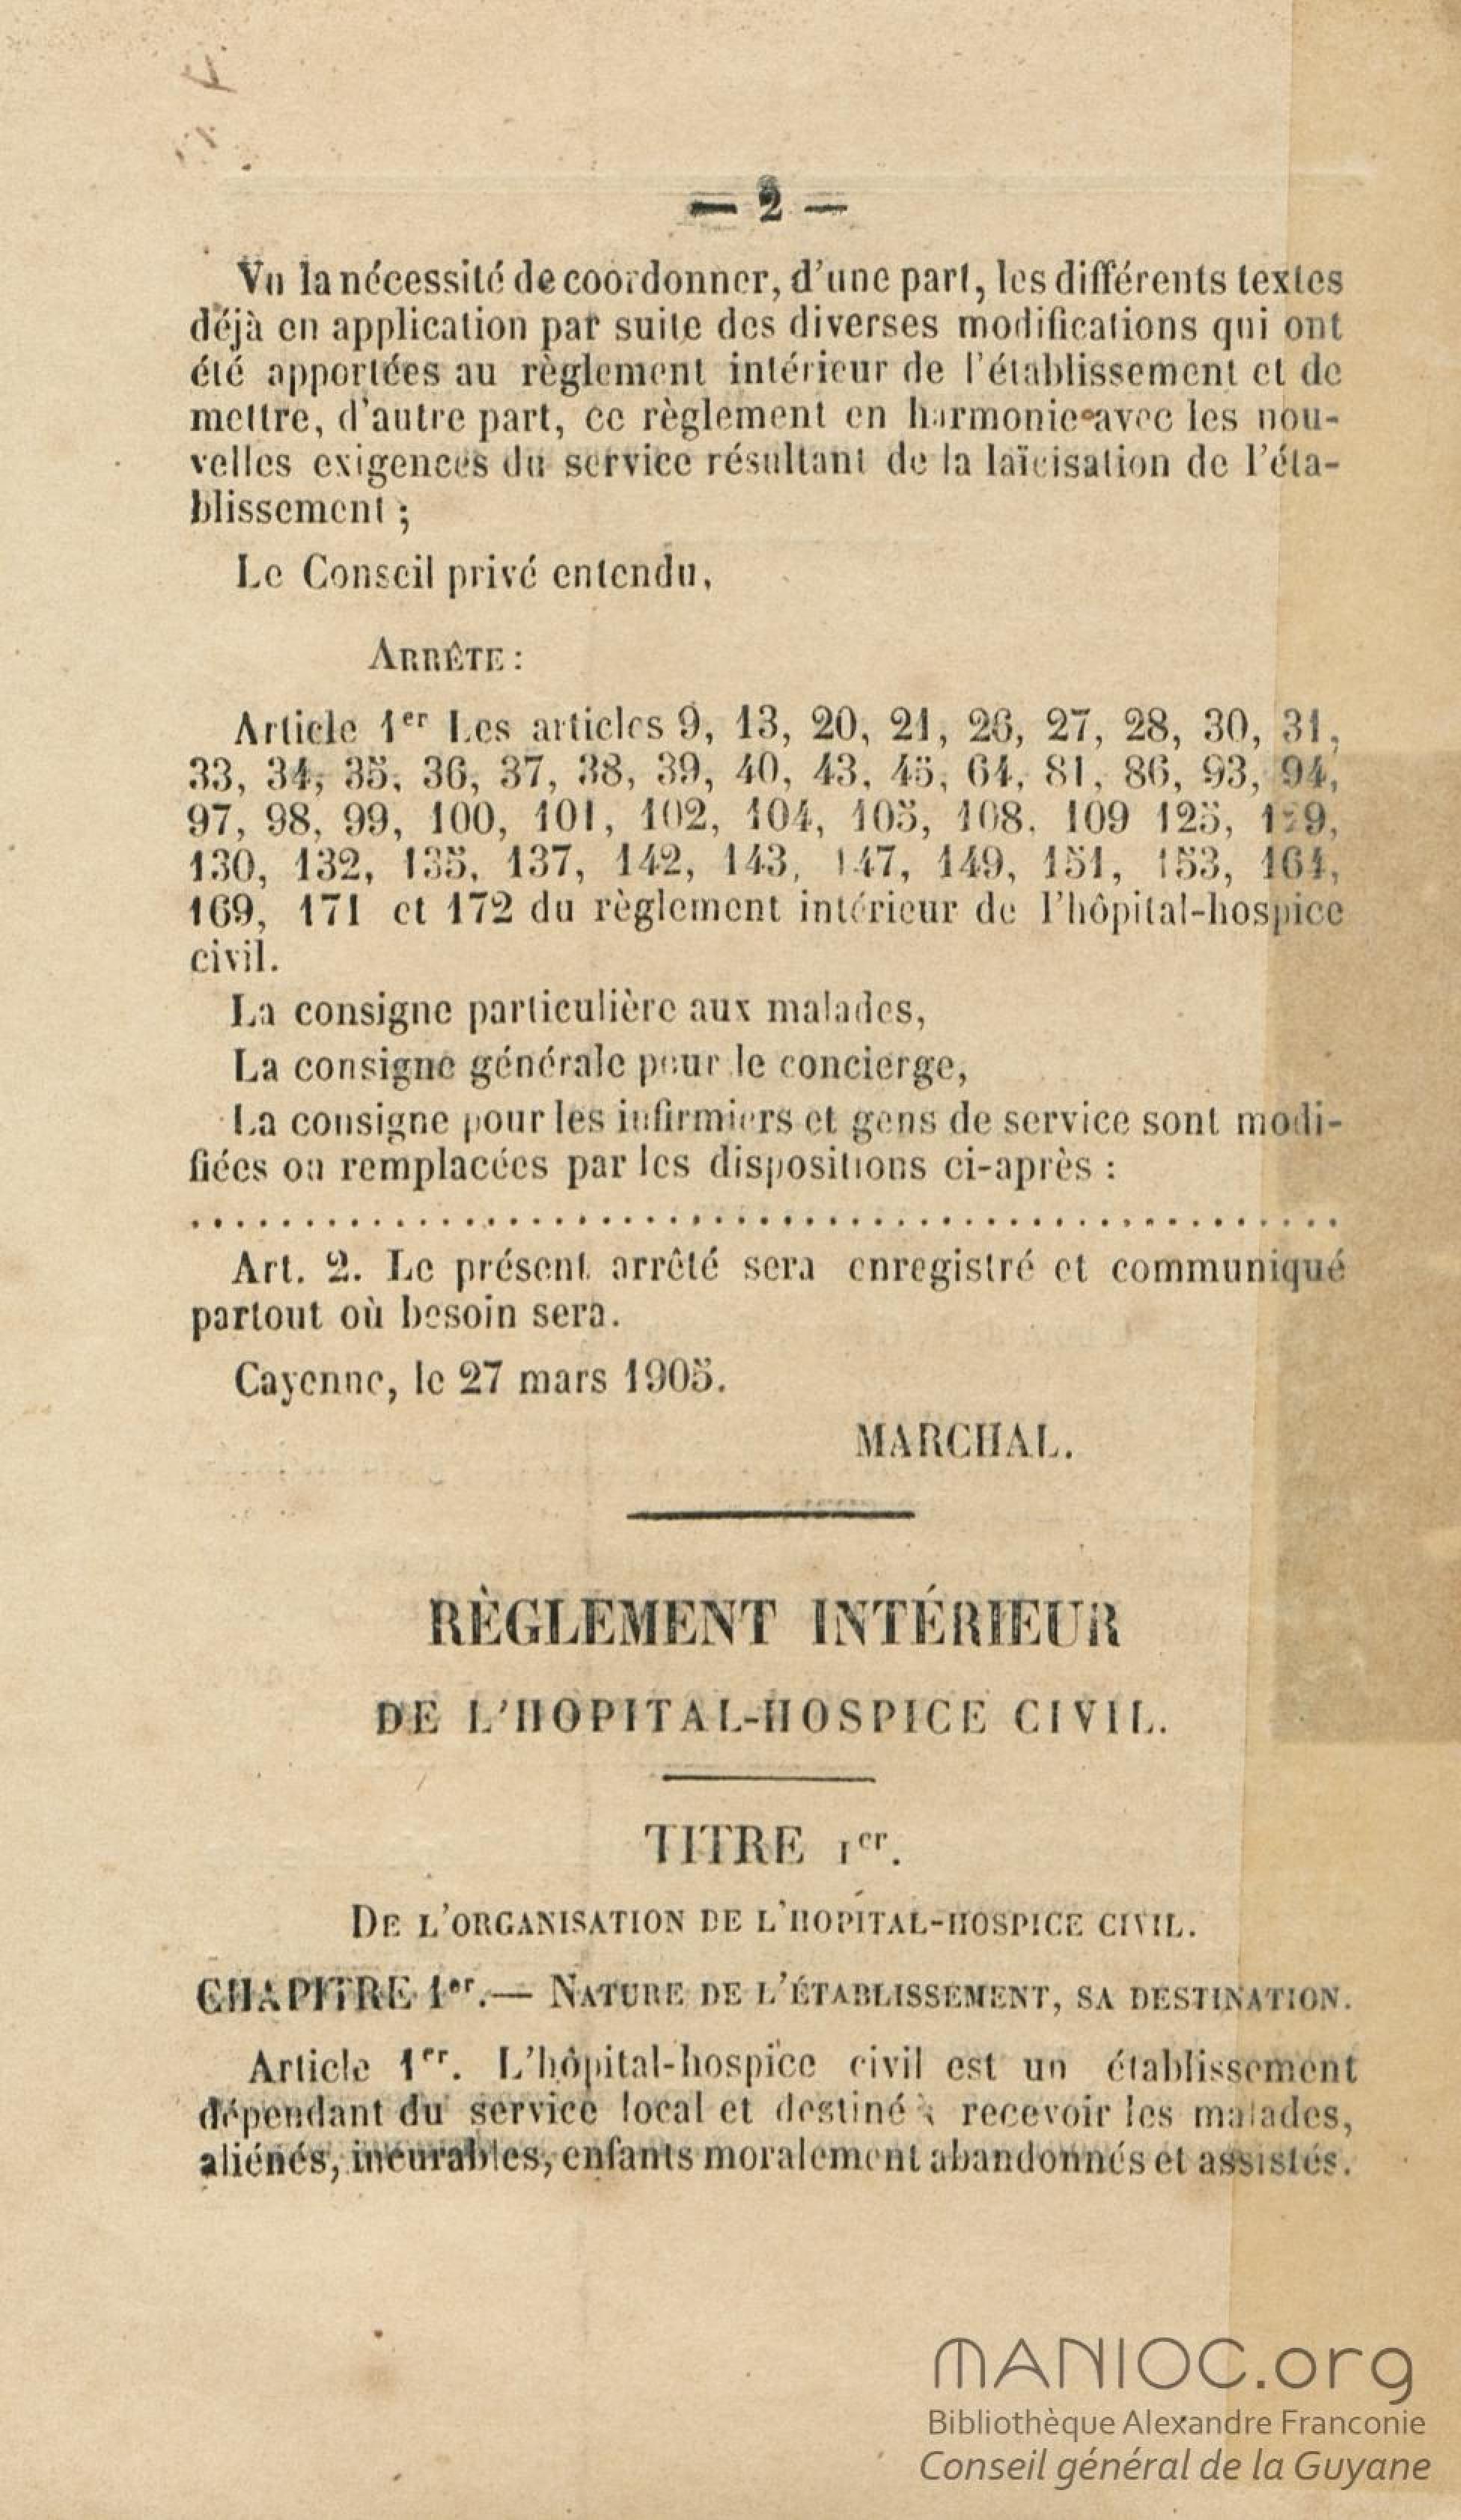 — 2 —
Vu la nécessité de coordonner, d'une part, les différents textes
déjà en application par suite des diverses modifications qui ont
été apportées au règlement intérieur de l'établissement et de
mettre, d'autre part, ce règlement en harmonie avec les nou-
velles exigences du service résultant de la laïcisation de l'éta-
blissement ;
Le Conseil privé entendu,
ARRÊTE :
Article 1er Les articles 9, 13, 20, 21, 26, 27, 28, 30, 31,
33, 34, 35, 36, 37, 38, 39, 40, 43, 45, 64, 81, 86, 93, 94,
97, 98, 99, 100, 101, 102, 104, 105, 108, 109 125, 129,
130, 132, 135, 137, 142, 143, 147, 149, 151, 153, 164,
169, 171 et 172 du règlement intérieur de l'hôpital-hospice
civil.
La consigne particulière aux malades,
La consigne générale pour le concierge,
La consigne pour les infirmiers et gens de service sont modi-
fiées ou remplacées par les dispositions ci-après :
..................................................
Art. 2. Le présent arrêté sera enregistré et communiqué
partout où besoin sera.
Cayenne, le 27 mars 1905.
MARCHAL.
RÈGLEMENT INTÉRIEUR
DE L'HOPITAL-HOSPICE CIVIL.
TITRE Ier.
DE L'ORGANISATION DE L'HOPITAL-HOSPICE CIVIL.
CHAPITRE 1er. — NATURE DE L'ÉTABLISSEMENT, SA DESTINATION.
Article 1er. L'hôpital-hospice civil est un établissement
dépendant du service local et destiné à recevoir les malades,
aliénés, incurables, enfants moralement abandonnés et assistés.
MANIOC.org
Bibliothèque Alexandre Franconie
Conseil général de la Guyane